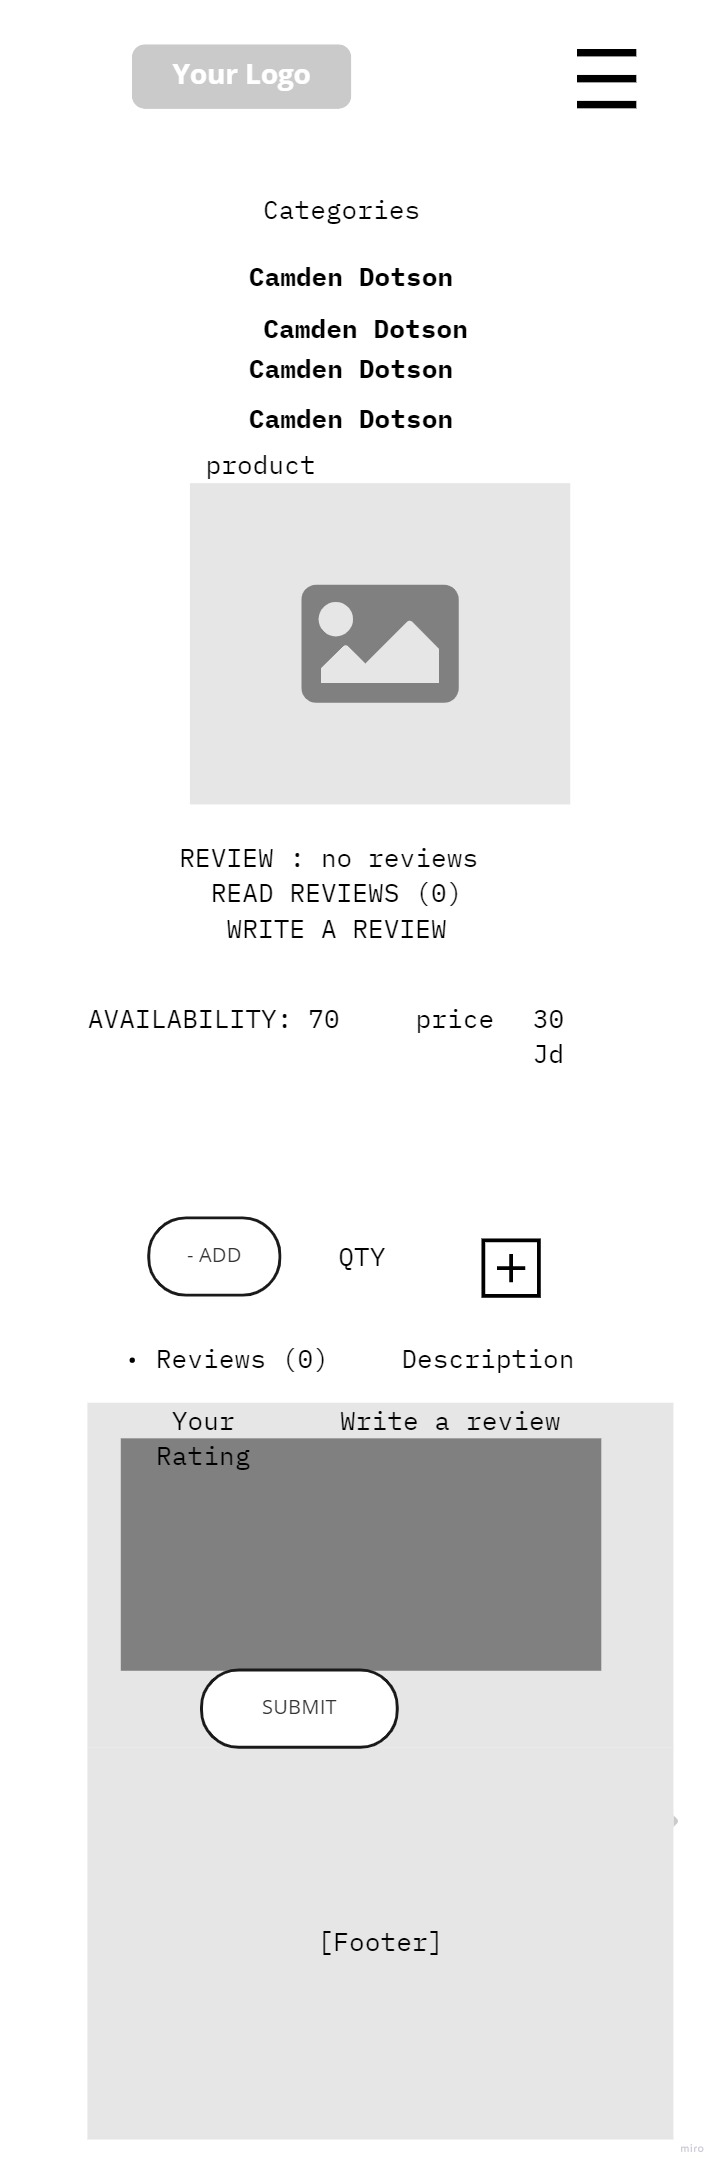 Your Logo
Categories
Camden Dotson
Camden Dotson
Camden Dotson
Camden Dotson
product
REVIEW : no reviews
READ REVIEWS (0)
WRITE A REVIEW
AVAILABILITY: 70 price 30
Jd
- ADD QTY
• Reviews (0) Description
Your Write a review
Rating
SUBMIT
[Footer]
miro